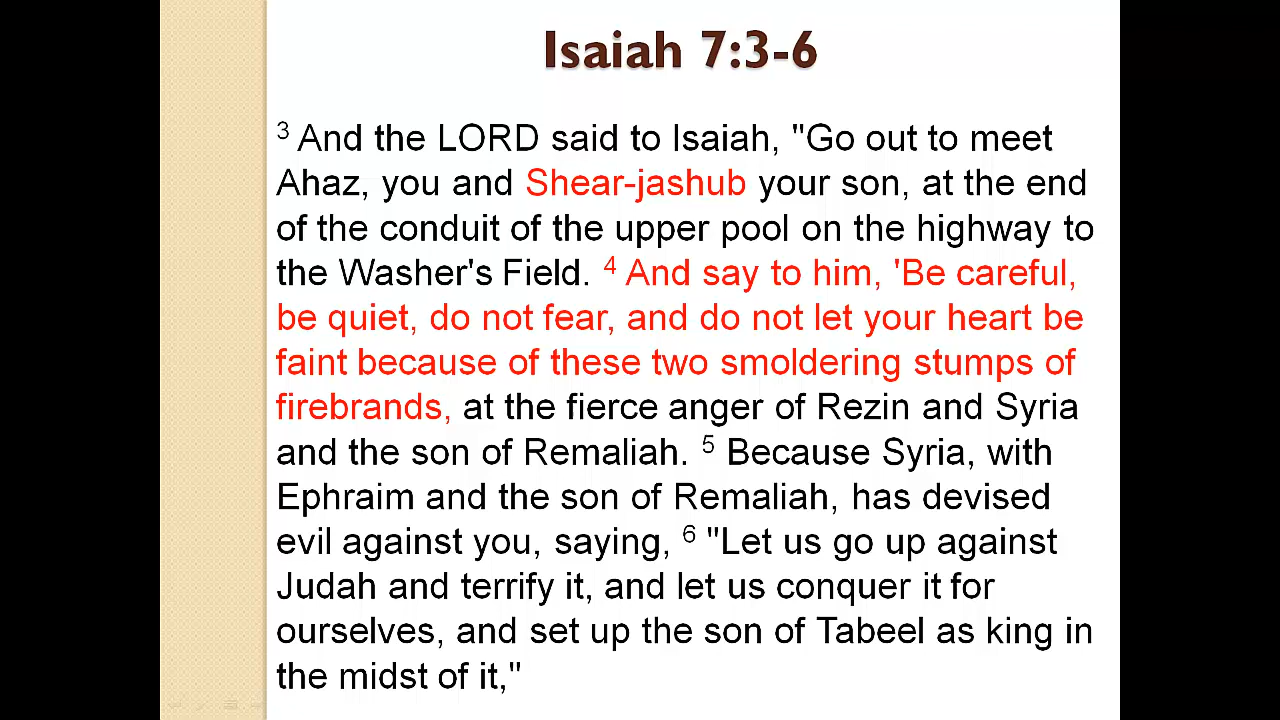 Isaiah 7:3-6
3 And the LORD said to Isaiah, "Go out to meet
Ahaz, you and Shear-jashub your son, at the end
of the conduit of the upper pool on the highway to
the Washer's Field. 4 And say to him, 'Be careful,
be quiet, do not fear, and do not let your heart be
faint because of these two smoldering stumps of
firebrands, at the fierce anger of Rezin and Syria
and the son of Remaliah. 5 Because Syria, with
Ephraim and the son of Remaliah, has devised
evil against you, saying, 6 "Let us go up against
Judah and terrify it, and let us conquer it for
ourselves, and set up the son of Tabeel as king in
the midst of it,"